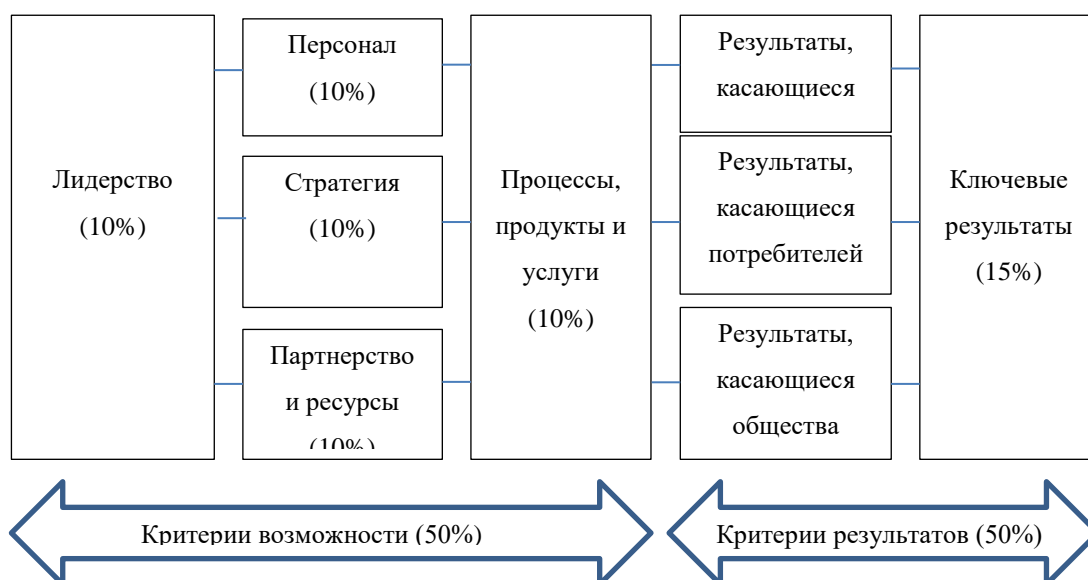 Лидерство
(10%)
Персонал
(10%)
Стратегия
(10%)
Партнерство
и ресурсы
(10%)
Процессы,
продукты и
услуги
(10%)
Результаты,
касающиеся
Результаты,
касающиеся
потребителей
Результаты,
касающиеся
общества
Ключевые
результаты
(15%)
Критерии возможности (50%)
Критерии результатов (50%)